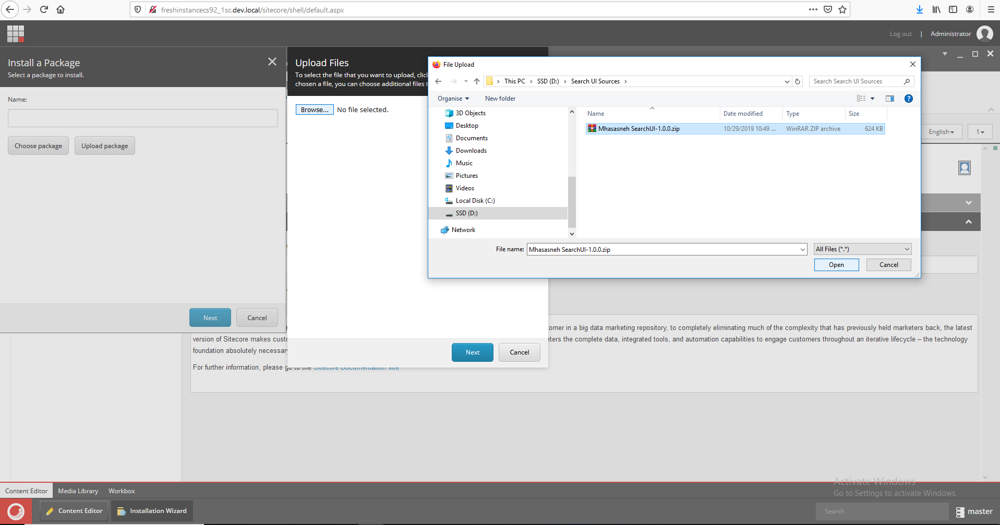 freshinstancecs92_1sc.dev.local/sitecore/shell/default.aspx
Log out | Administrator
Install a Package
Select a package to install.
Name:
Choose package
Upload package
Next
Cancel
Upload Files
To select the file that you want to upload, clic
chosen a file, you can choose additional files t
Browse...
No file selected.
Next
Cancel
File Upload
This PC
SSD (D:)
Search UI Sources
Search Search UI Sources
Organise
New folder
3D Objects
Desktop
Documents
Downloads
Music
Pictures
Videos
Local Disk (C:)
SSD (D:)
Network
Name
Date modified
Type
Size
Mhasasneh SearchUI-1.0.0.zip
10/29/2019 10:49 ...
WinRAR ZIP archive
624 KB
File name:
Mhasasneh SearchUI-1.0.0.zip
All Files (*.*)
Open
Cancel
English
1
omer in a big data marketing repository, to completely eliminating much of the complexity that has previously held marketers back, the latest
version of Sitecore makes custo
eters the complete data, integrated tools, and automation capabilities to engage customers throughout an iterative lifecycle – the technology
foundation absolutely necessary
For further information, please go to the Sitecore Documentation site
Activate Windows
Go to Settings to activate Windows.
Content Editor
Media Library
Workbox
Content Editor
Installation Wizard
Search
master